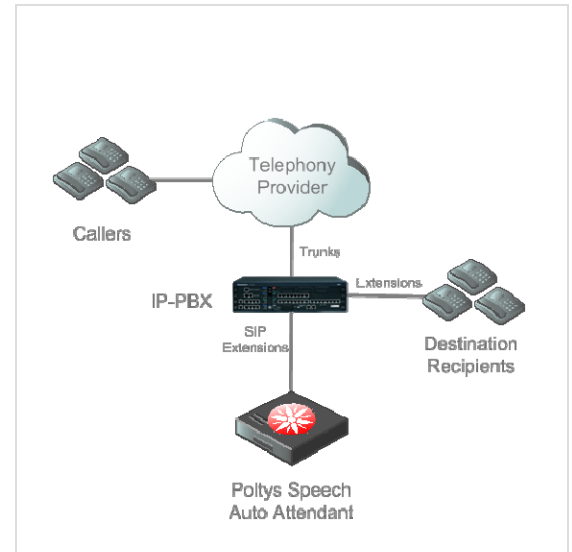 Telephony
Provider
Callers
Trunks
IP-PBX
Extensions
SIP
Extensions
Destination
Recipients
Poltys Speech
Auto Attendant